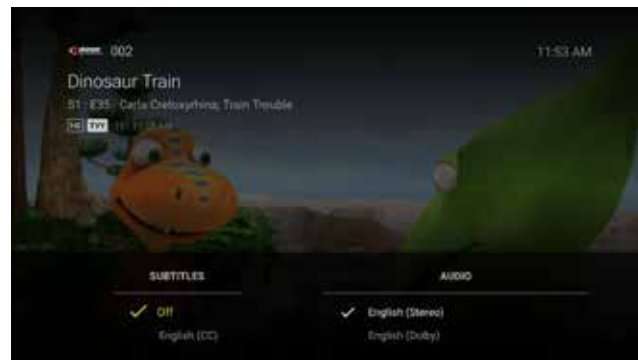 002
11:53 AM
Dinosaur Train
S1 : E35 - Carla Cretoxyrhina; Train Trouble
HD TVY
SUBTITLES
AUDIO
Off
English (Stereo)
English (CC)
English (Dolby)